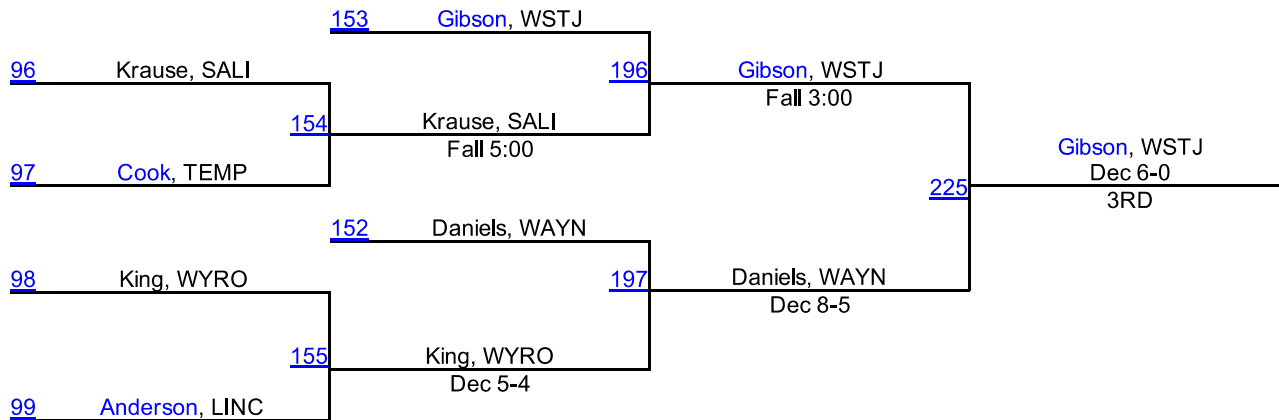 153 Gibson, WSTJ
96 Krause, SALI
196 Gibson, WSTJ
Fall 3:00
154 Krause, SALI
Fall 5:00
97 Cook, TEMP
225 Gibson, WSTJ
Dec 6-0
3RD
152 Daniels, WAYN
98 King, WYRO
197 Daniels, WAYN
Dec 8-5
155 King, WYRO
Dec 5-4
99 Anderson, LINC